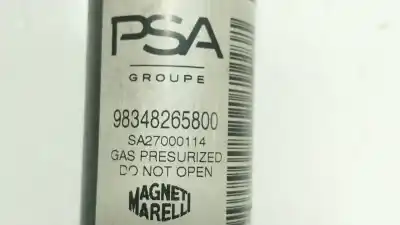 PSA
GROUPE
98348265800
SA27000114
GAS PRESURIZED
DO NOT OPEN
MAGNETI
MARELLI